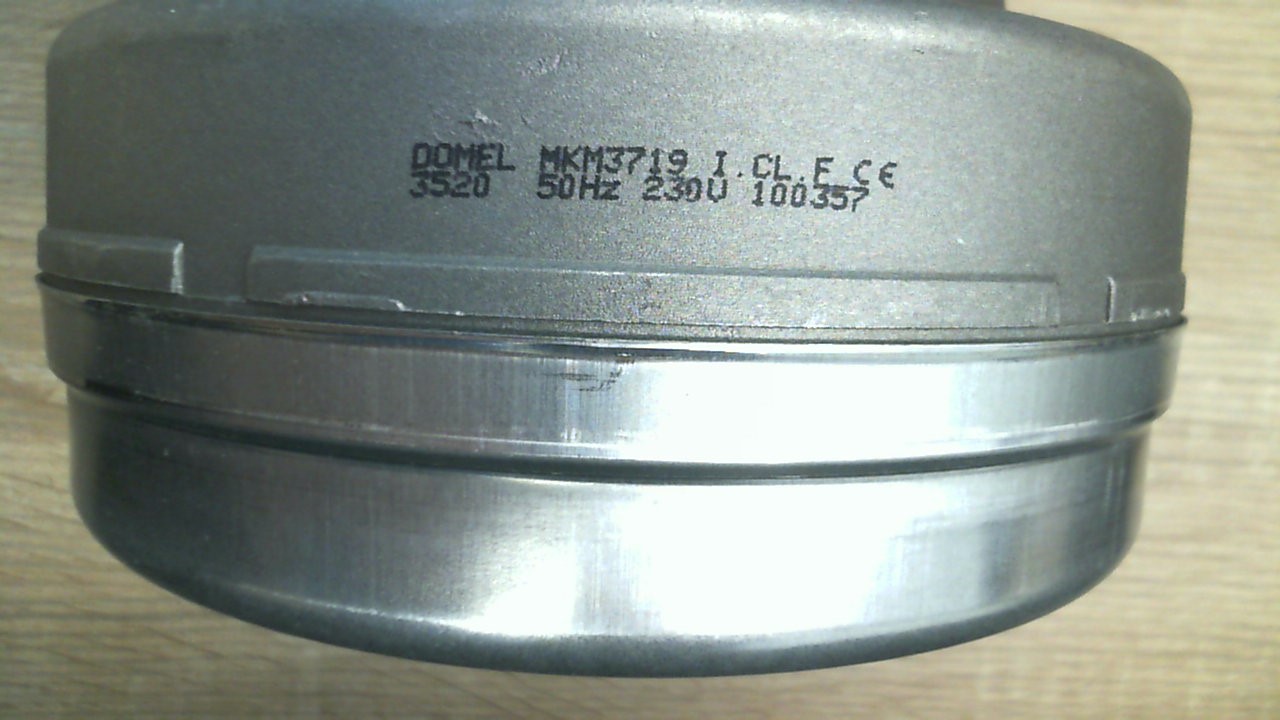 DOMEL MKM3719 I.CL.F CE
3520 50Hz 230V 100357